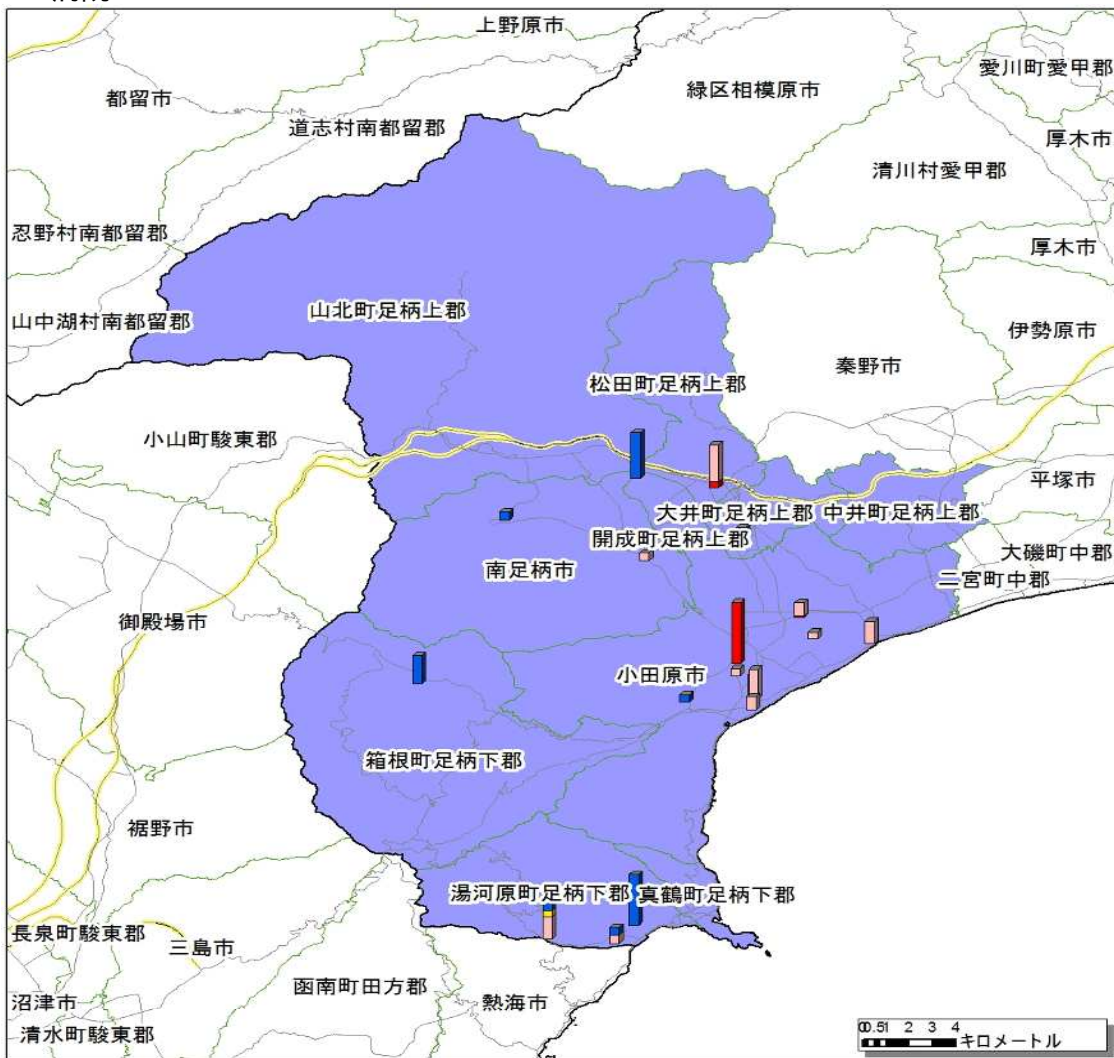 上野原市
愛川町愛甲郡
都留市
緑区相模原市
道志村南都留郡
厚木市
清川村愛甲郡
忍野村南都留郡
厚木市
山北町足柄上郡
山中湖村南都留郡
伊勢原市
秦野市
松田町足柄上郡
小山町駿東郡
平塚市
大井町足柄上郡
中井町足柄上郡
開成町足柄上郡
大磯町中郡
南足柄市
二宮町中郡
御殿場市
小田原市
箱根町足柄下郡
裾野市
湯河原町足柄下郡
真鶴町足柄下郡
長泉町駿東郡
三島市
函南町田方郡
沼津市
熱海市
清水町駿東郡
0 0.5 1 2 3 4
キロメートル